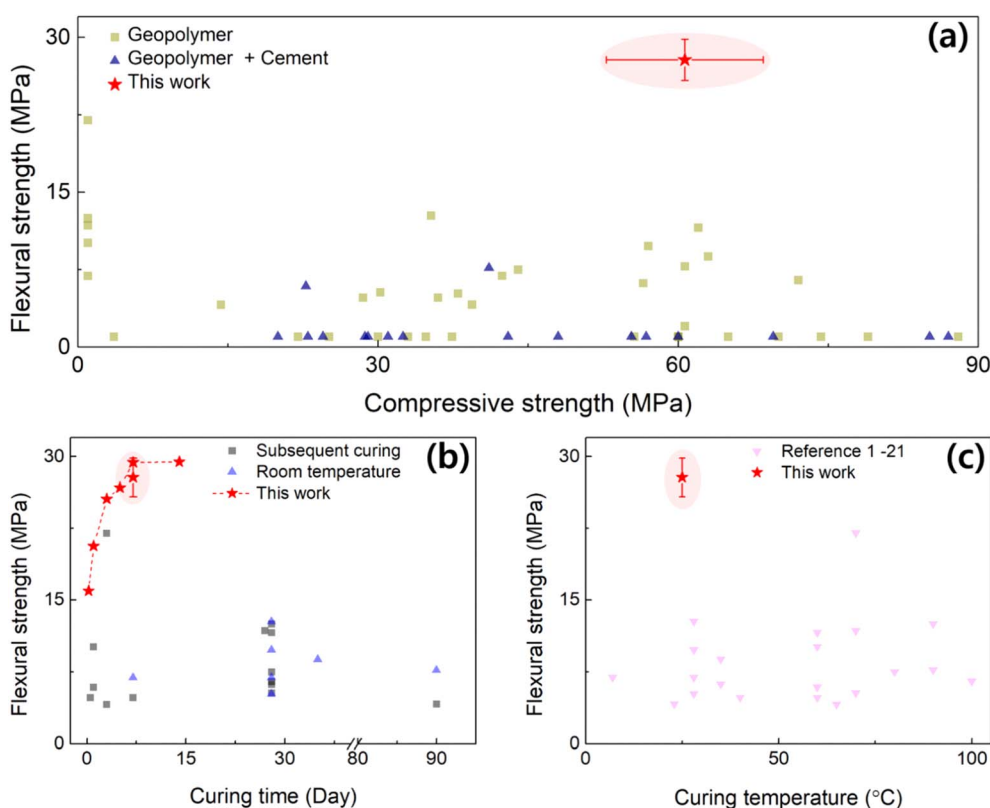 (a)
30
15
0
Geopolymer
Geopolymer + Cement
This work
Flexural strength (MPa)
0 30 60 90
Compressive strength (MPa)
(b)
30
15
0
Subsequent curing
Room temperature
This work
Flexural strength (MPa)
0 15 30 80 90
Curing time (Day)
(c)
30
15
0
Reference 1 -21
This work
Flexural strength (MPa)
0 50 100
Curing temperature (°C)